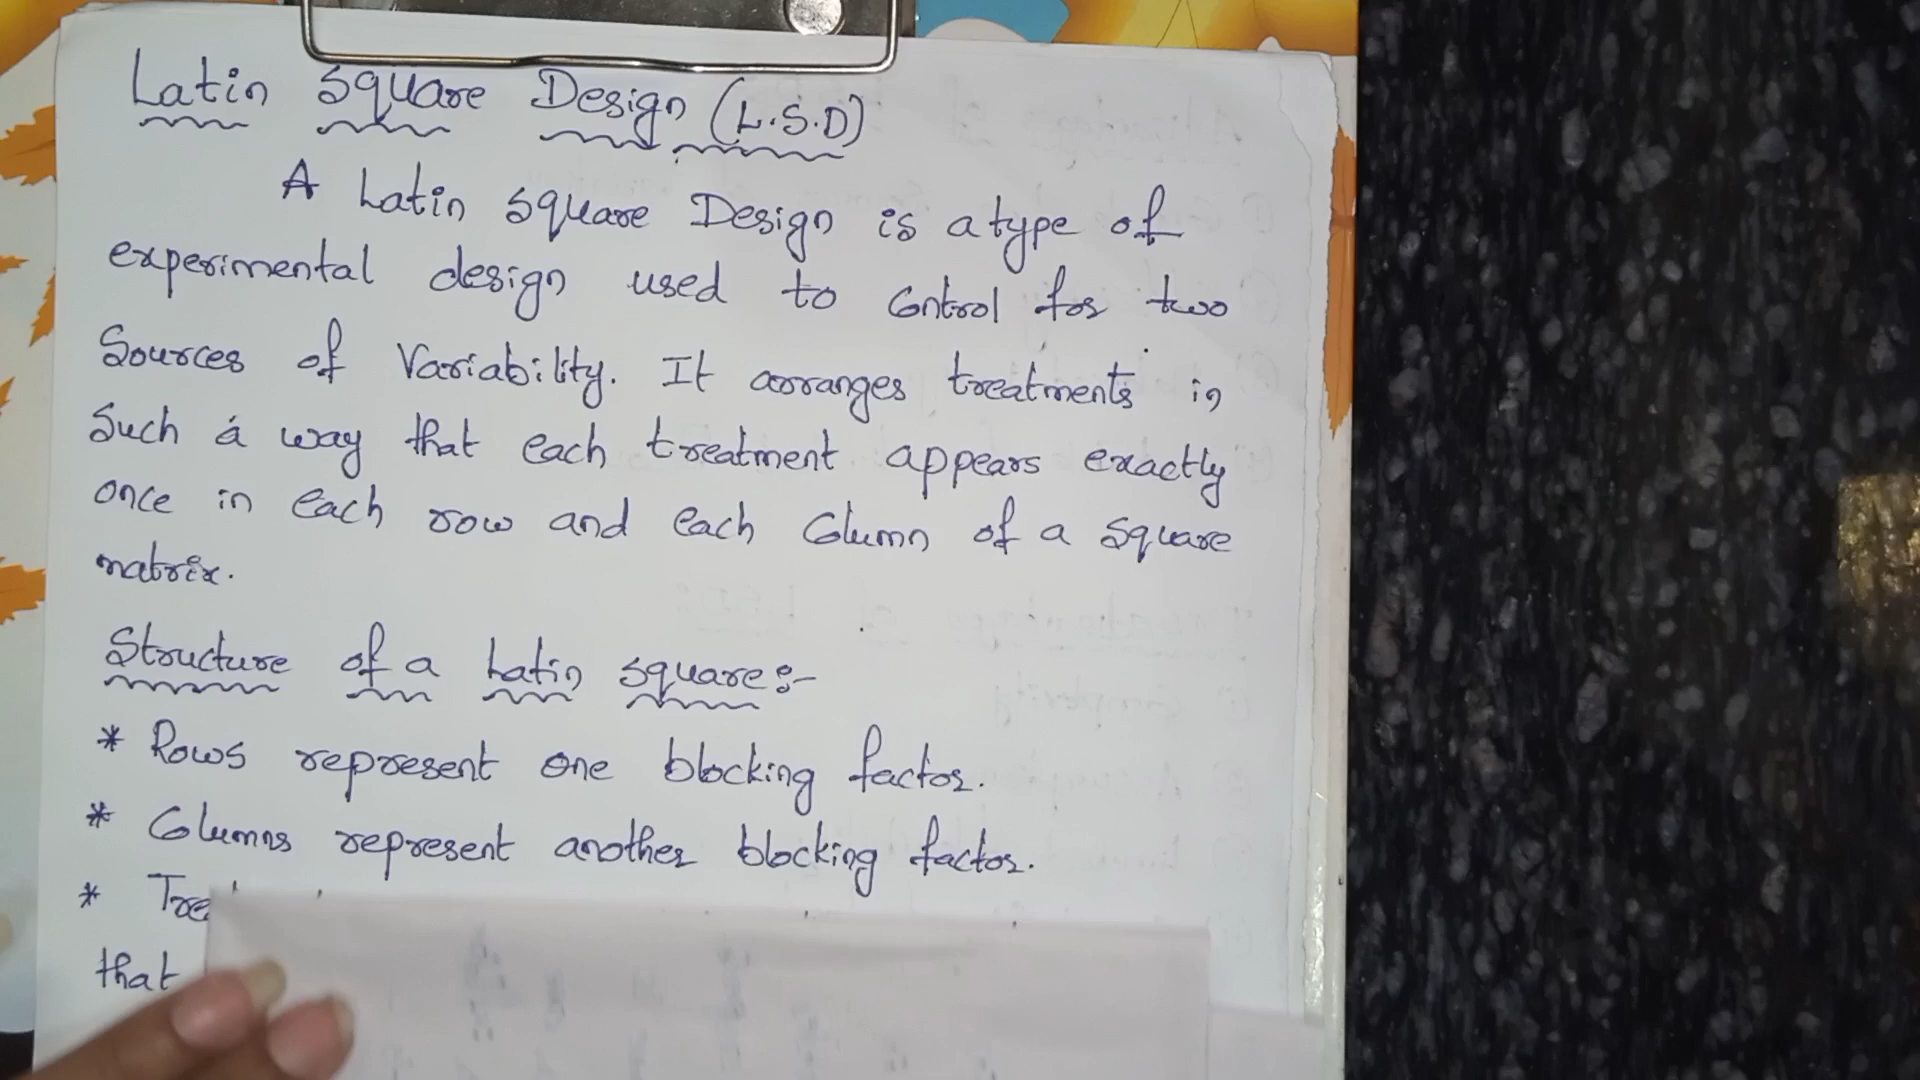 Latin Square Design (L.S.D)
A Latin Square Design is a type of
experimental design used to Control for two
Sources of Variability. It arranges treatments in
Such a way that each treatment appears exactly
once in each row and each Column of a Square
matrix.
Structure of a Latin Square:-
* Rows represent one blocking factor.
* Columns represent another blocking factor.
*
that